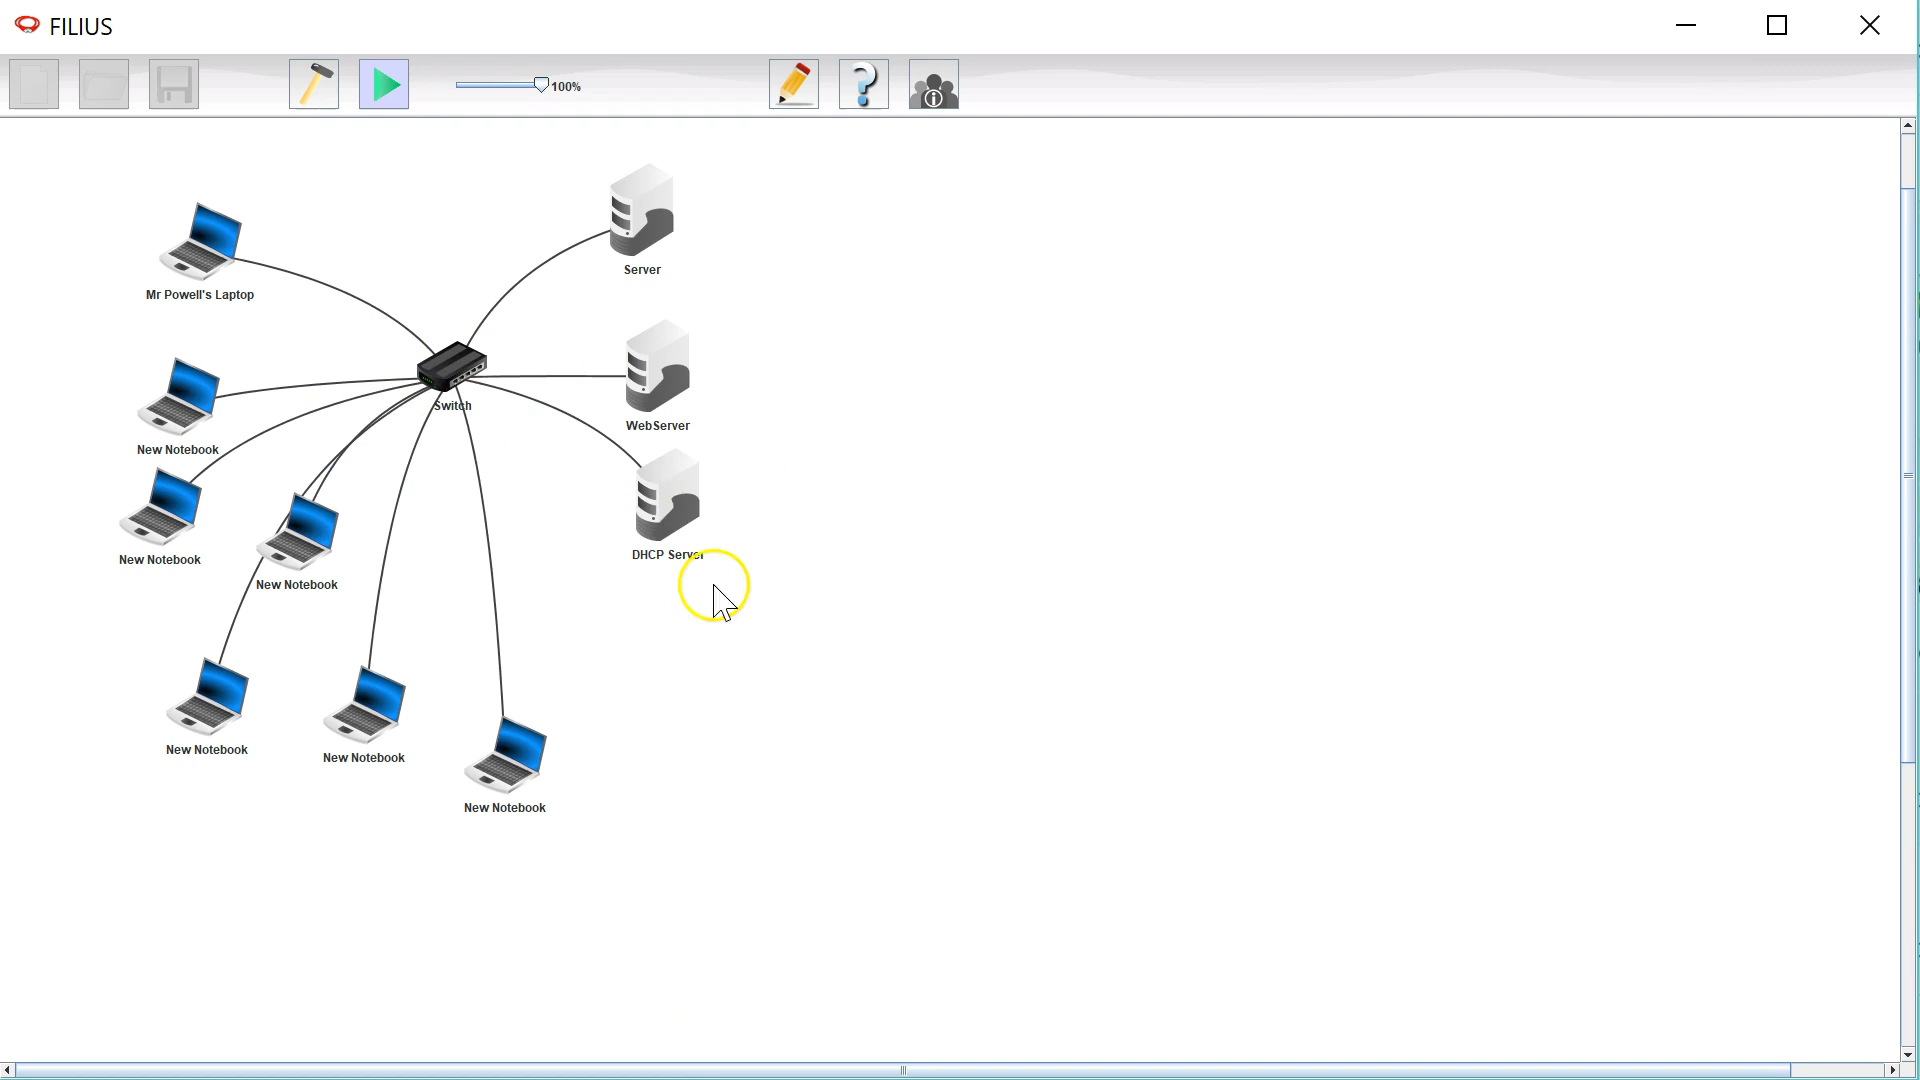 FILIUS
100%
Server
Mr Powell's Laptop
Switch
WebServer
New Notebook
DHCP Server
New Notebook
New Notebook
New Notebook
New Notebook
New Notebook